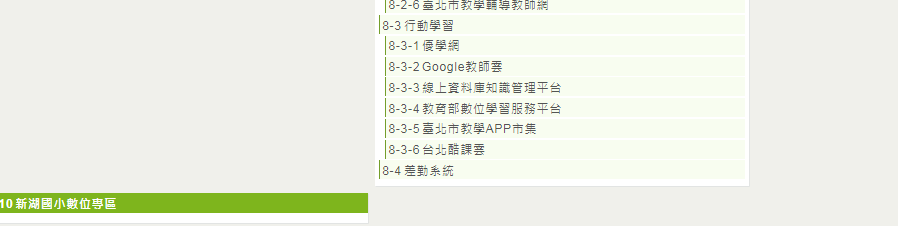 8-2-6 臺北市教學輔導教師網
8-3 行動學習
8-3-1 優學網
8-3-2 Google教師雲
8-3-3 線上資料庫知識管理平台
8-3-4 教育部數位學習服務平台
8-3-5 臺北市教學APP市集
8-3-6 台北酷課雲
8-4 差勤系統
10 新湖國小數位專區